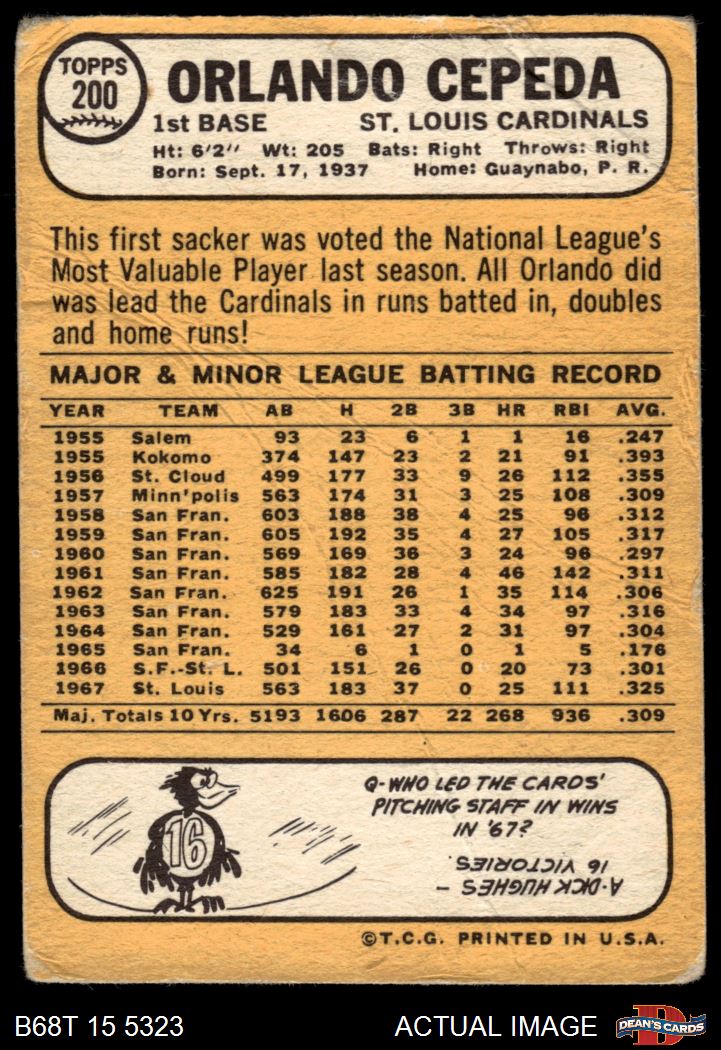 TOPPS
200
ORLANDO CEPEDA
1st BASE ST. LOUIS CARDINALS
Ht: 6'2" Wt: 205 Bats: Right Throws: Right
Born: Sept. 17, 1937 Home: Guaynabo, P. R.
This first sacker was voted the National League's
Most Valuable Player last season. All Orlando did
was lead the Cardinals in runs batted in, doubles
and home runs!
MAJOR & MINOR LEAGUE BATTING RECORD
YEAR TEAM AB H 2B 3B HR RBI AVG.
1955 Salem 93 23 6 1 1 16 .247
1955 Kokomo 374 147 23 2 21 91 .393
1956 St. Cloud 499 177 33 9 26 112 .355
1957 Minn'polis 563 174 31 3 25 108 .309
1958 San Fran. 603 188 38 4 25 96 .312
1959 San Fran. 605 192 35 4 27 105 .317
1960 San Fran. 569 169 36 3 24 96 .297
1961 San Fran. 585 182 28 4 46 142 .311
1962 San Fran. 625 191 26 1 35 114 .306
1963 San Fran. 579 183 33 4 34 97 .316
1964 San Fran. 529 161 27 2 31 97 .304
1965 San Fran. 34 6 1 0 1 5 .176
1966 S.F.-St. L. 501 151 26 0 20 73 .301
1967 St. Louis 563 183 37 0 25 111 .325
Maj. Totals 10 Yrs. 5193 1606 287 22 268 936 .309
16
Q-WHO LED THE CARDS'
PITCHING STAFF IN WINS
IN '67?
A-DICK HUGHES —
16 VICTORIES.
©T.C.G. PRINTED IN U.S.A.
B68T 15 5323 ACTUAL IMAGE
D
DEAN'S CARDS